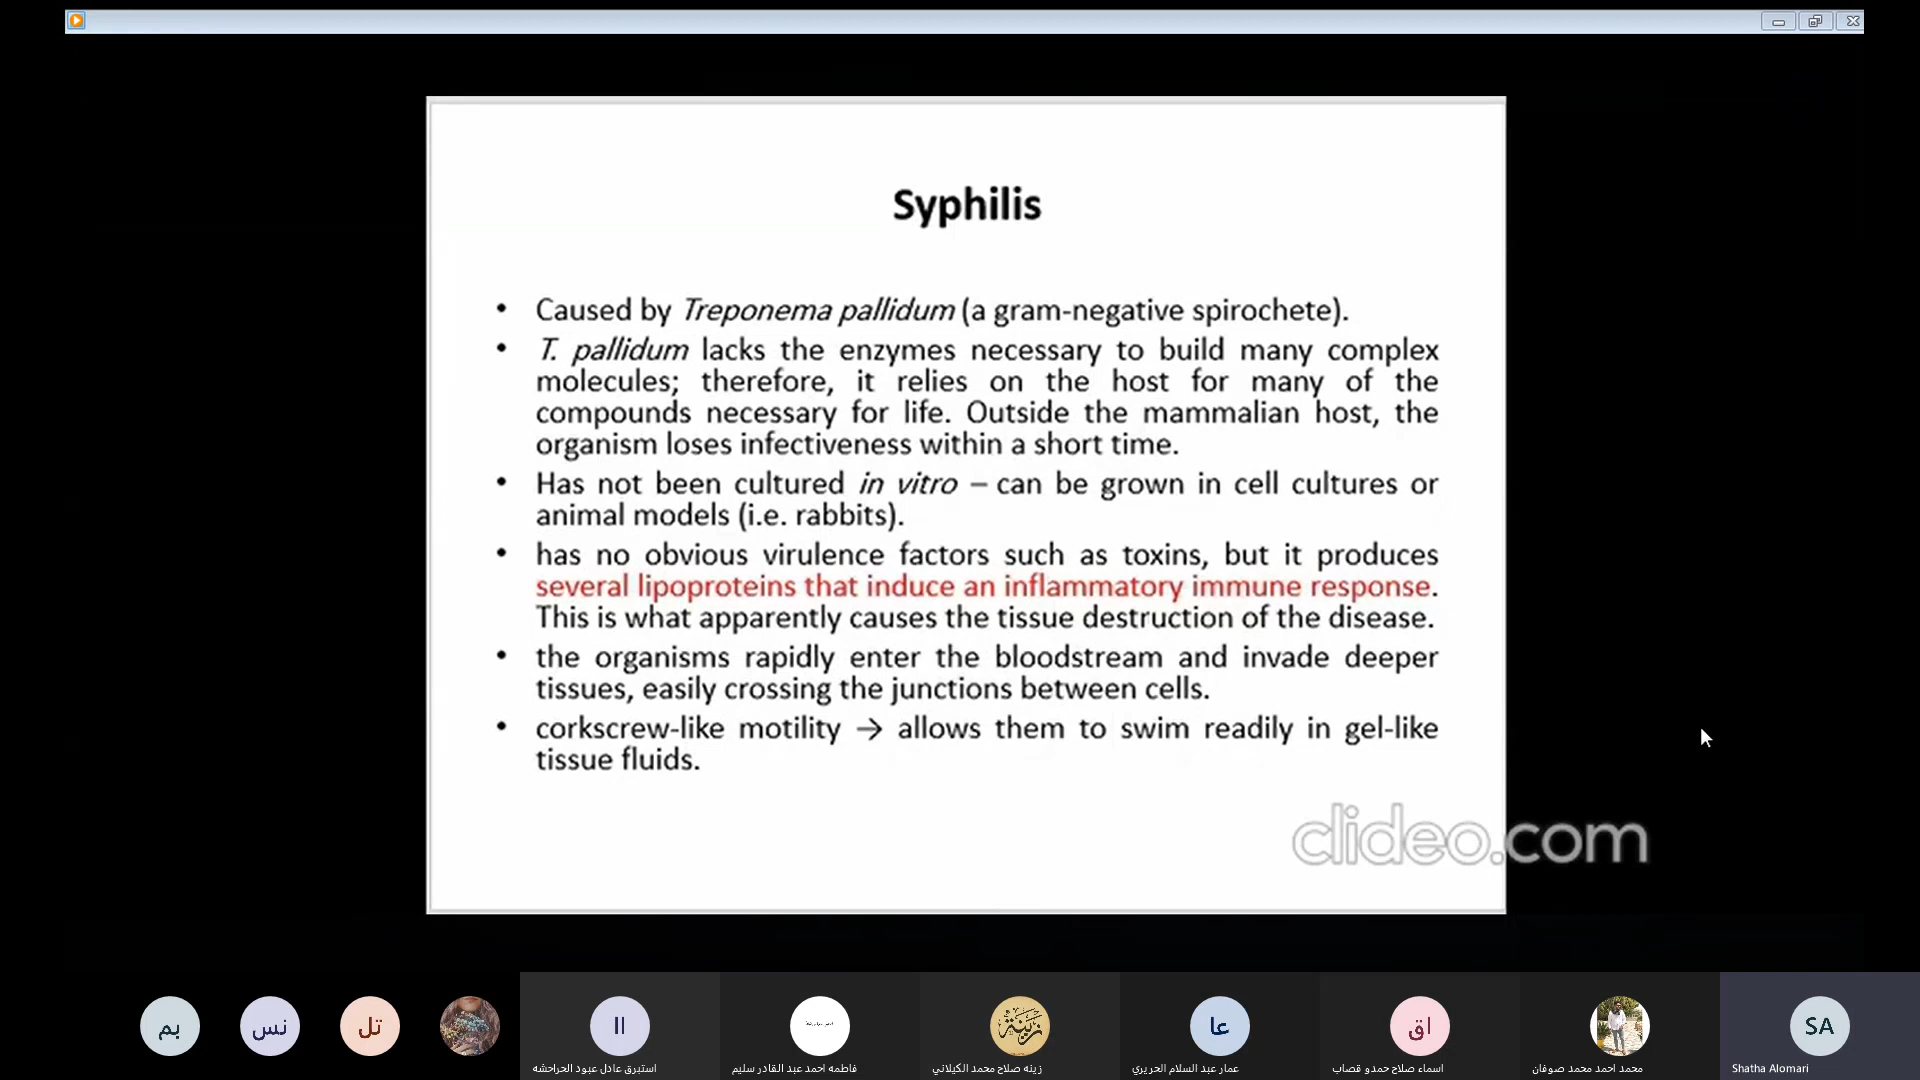 Syphilis
• Caused by Treponema pallidum (a gram-negative spirochete).
• T. pallidum lacks the enzymes necessary to build many complex
molecules; therefore, it relies on the host for many of the
compounds necessary for life. Outside the mammalian host, the
organism loses infectiveness within a short time.
• Has not been cultured in vitro – can be grown in cell cultures or
animal models (i.e. rabbits).
• has no obvious virulence factors such as toxins, but it produces
several lipoproteins that induce an inflammatory immune response.
This is what apparently causes the tissue destruction of the disease.
• the organisms rapidly enter the bloodstream and invade deeper
tissues, easily crossing the junctions between cells.
• corkscrew-like motility → allows them to swim readily in gel-like
tissue fluids.
clideo.com
بم
نس
تل
اا
زينة
عا
اق
SA
استبرق عادل عبود الحراحشه
فاطمه احمد عبد القادر سليم
زينه صلاح محمد الكيلاني
عمار عبد السلام الحريري
اسماء صلاح حمدو قصاب
محمد احمد محمد صوفان
Shatha Alomari